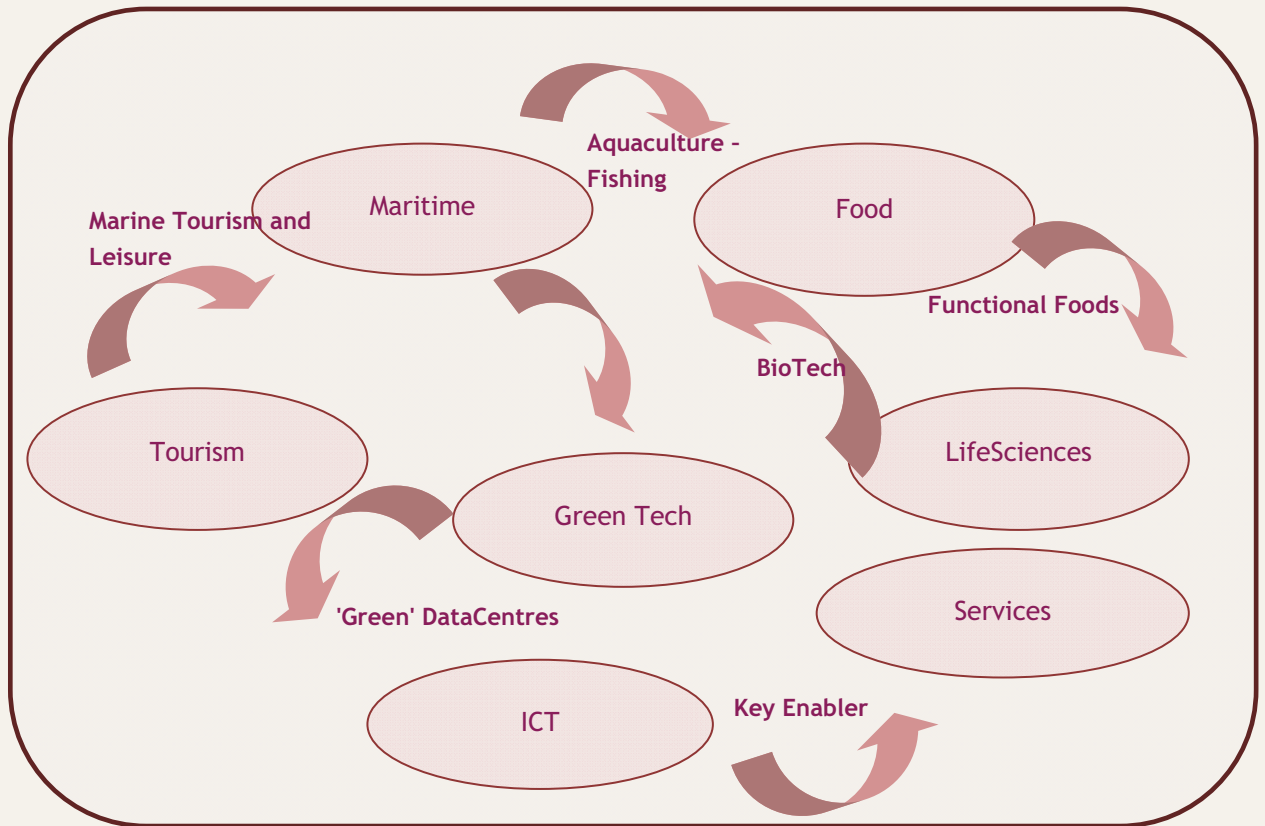 Aquaculture -
Fishing
Maritime
Food
Marine Tourism and
Leisure
Functional Foods
BioTech
Tourism
LifeSciences
Green Tech
'Green' DataCentres
Services
Key Enabler
ICT